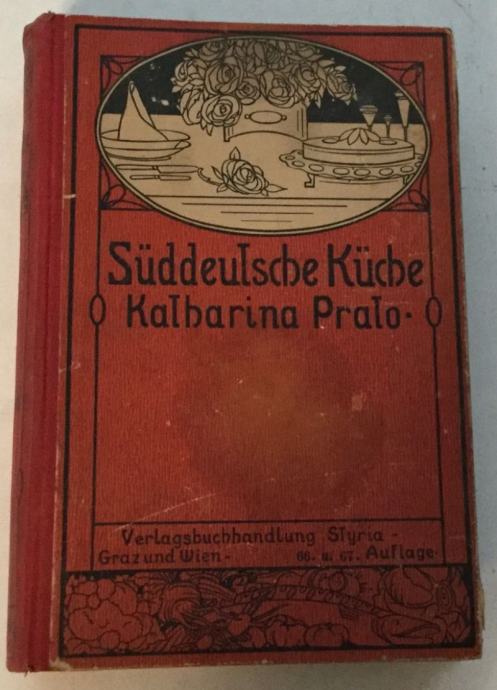 Süddeutsche Küche
Katharina Prato.
Verlagsbuchhandlung Styria -
Graz und Wien - 66. u. 67. Auflage.